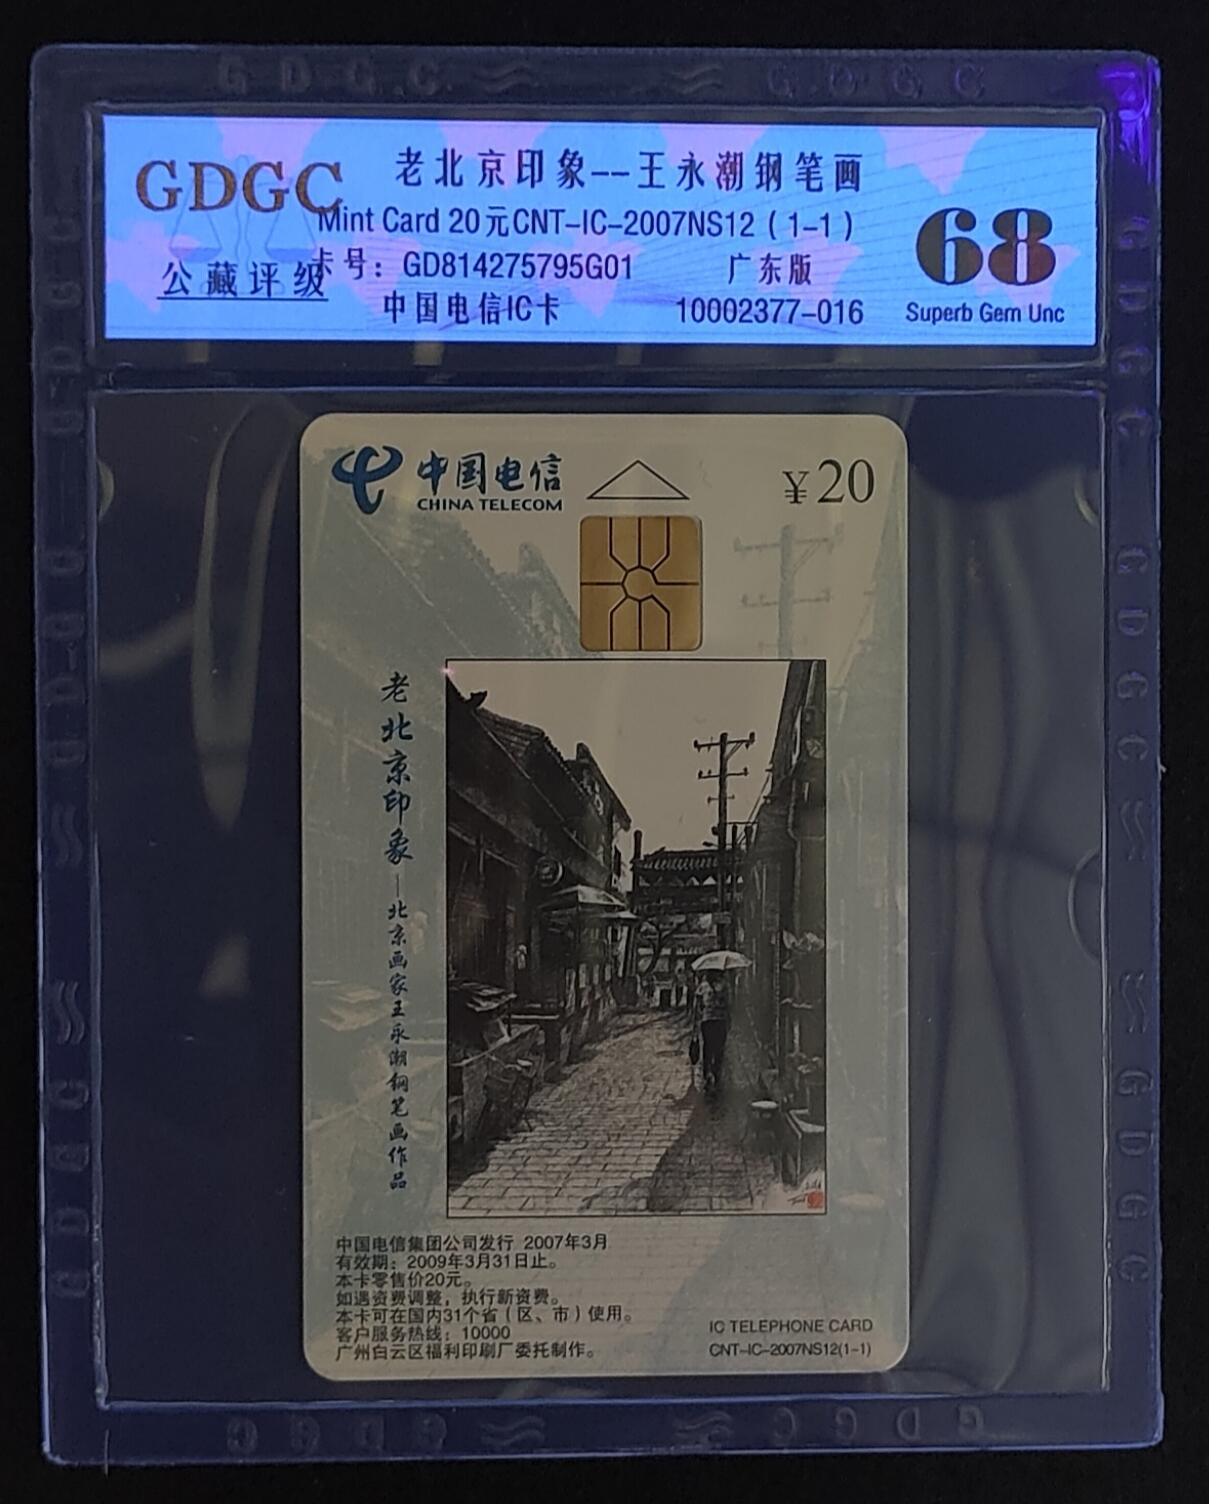 G D G C G D G C
GDGC
公藏评级
老北京印象--王永潮钢笔画
Mint Card 20元CNT-IC-2007NS12（1-1）
卡号：GD814275795G01 广东版
中国电信IC卡 10002377-016
68
Superb Gem Unc
中国电信
CHINA TELECOM
¥20
老北京印象—北京画家王永潮钢笔画作品
中国电信集团公司发行 2007年3月
有效期：2009年3月31日止。
本卡零售价20元。
如遇资费调整，执行新资费。
本卡可在国内31个省（区、市）使用。
客户服务热线：10000
广州白云区福利印刷厂委托制作。
IC TELEPHONE CARD
CNT-IC-2007NS12(1-1)